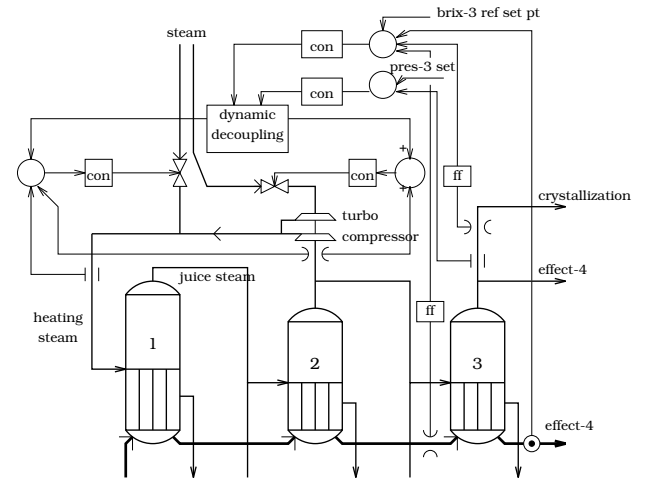 brix-3 ref set pt
steam
con
pres-3 set
con
dynamic
decoupling
+
con
con
ff
+
crystallization
turbo
compressor
effect-4
juice steam
ff
heating
steam
1
2
3
effect-4